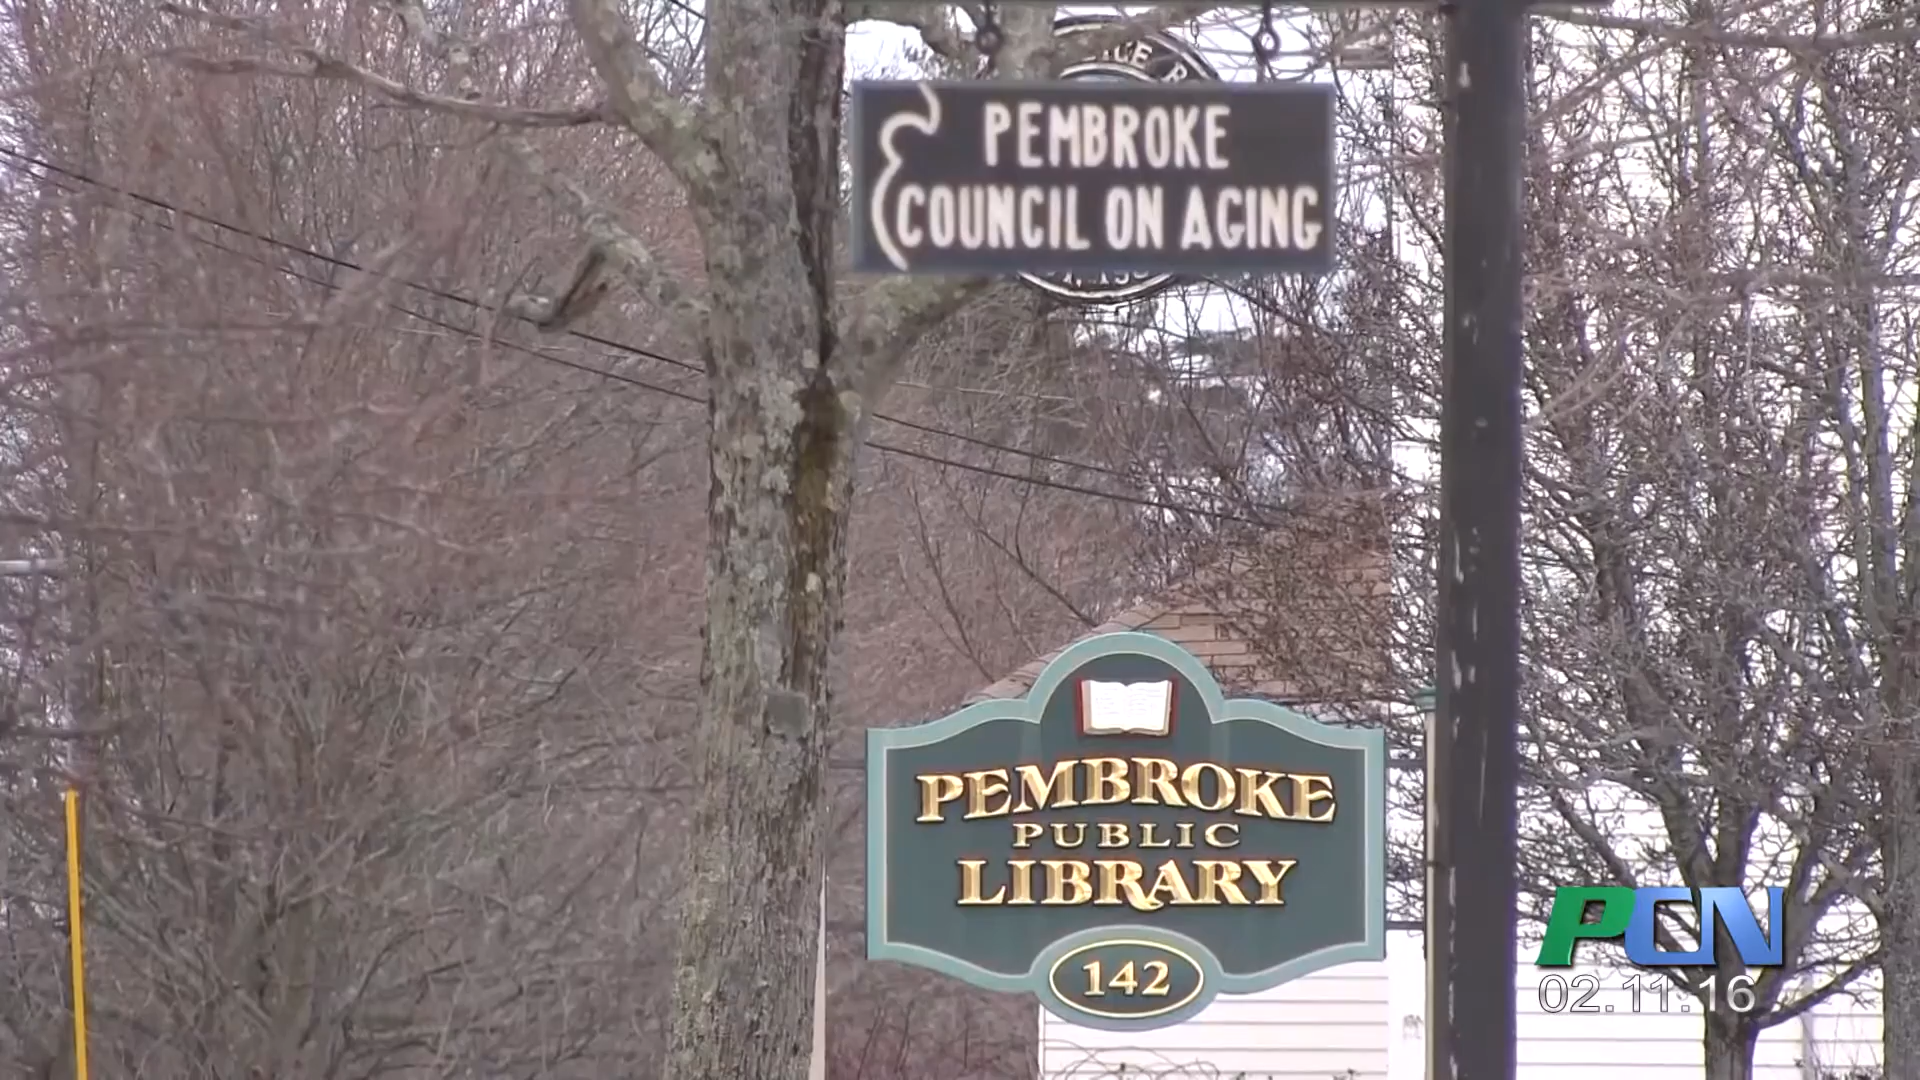 PEMBROKE
COUNCIL ON AGING
PEMBROKE
PUBLIC
LIBRARY
142
PCN
02.11.16